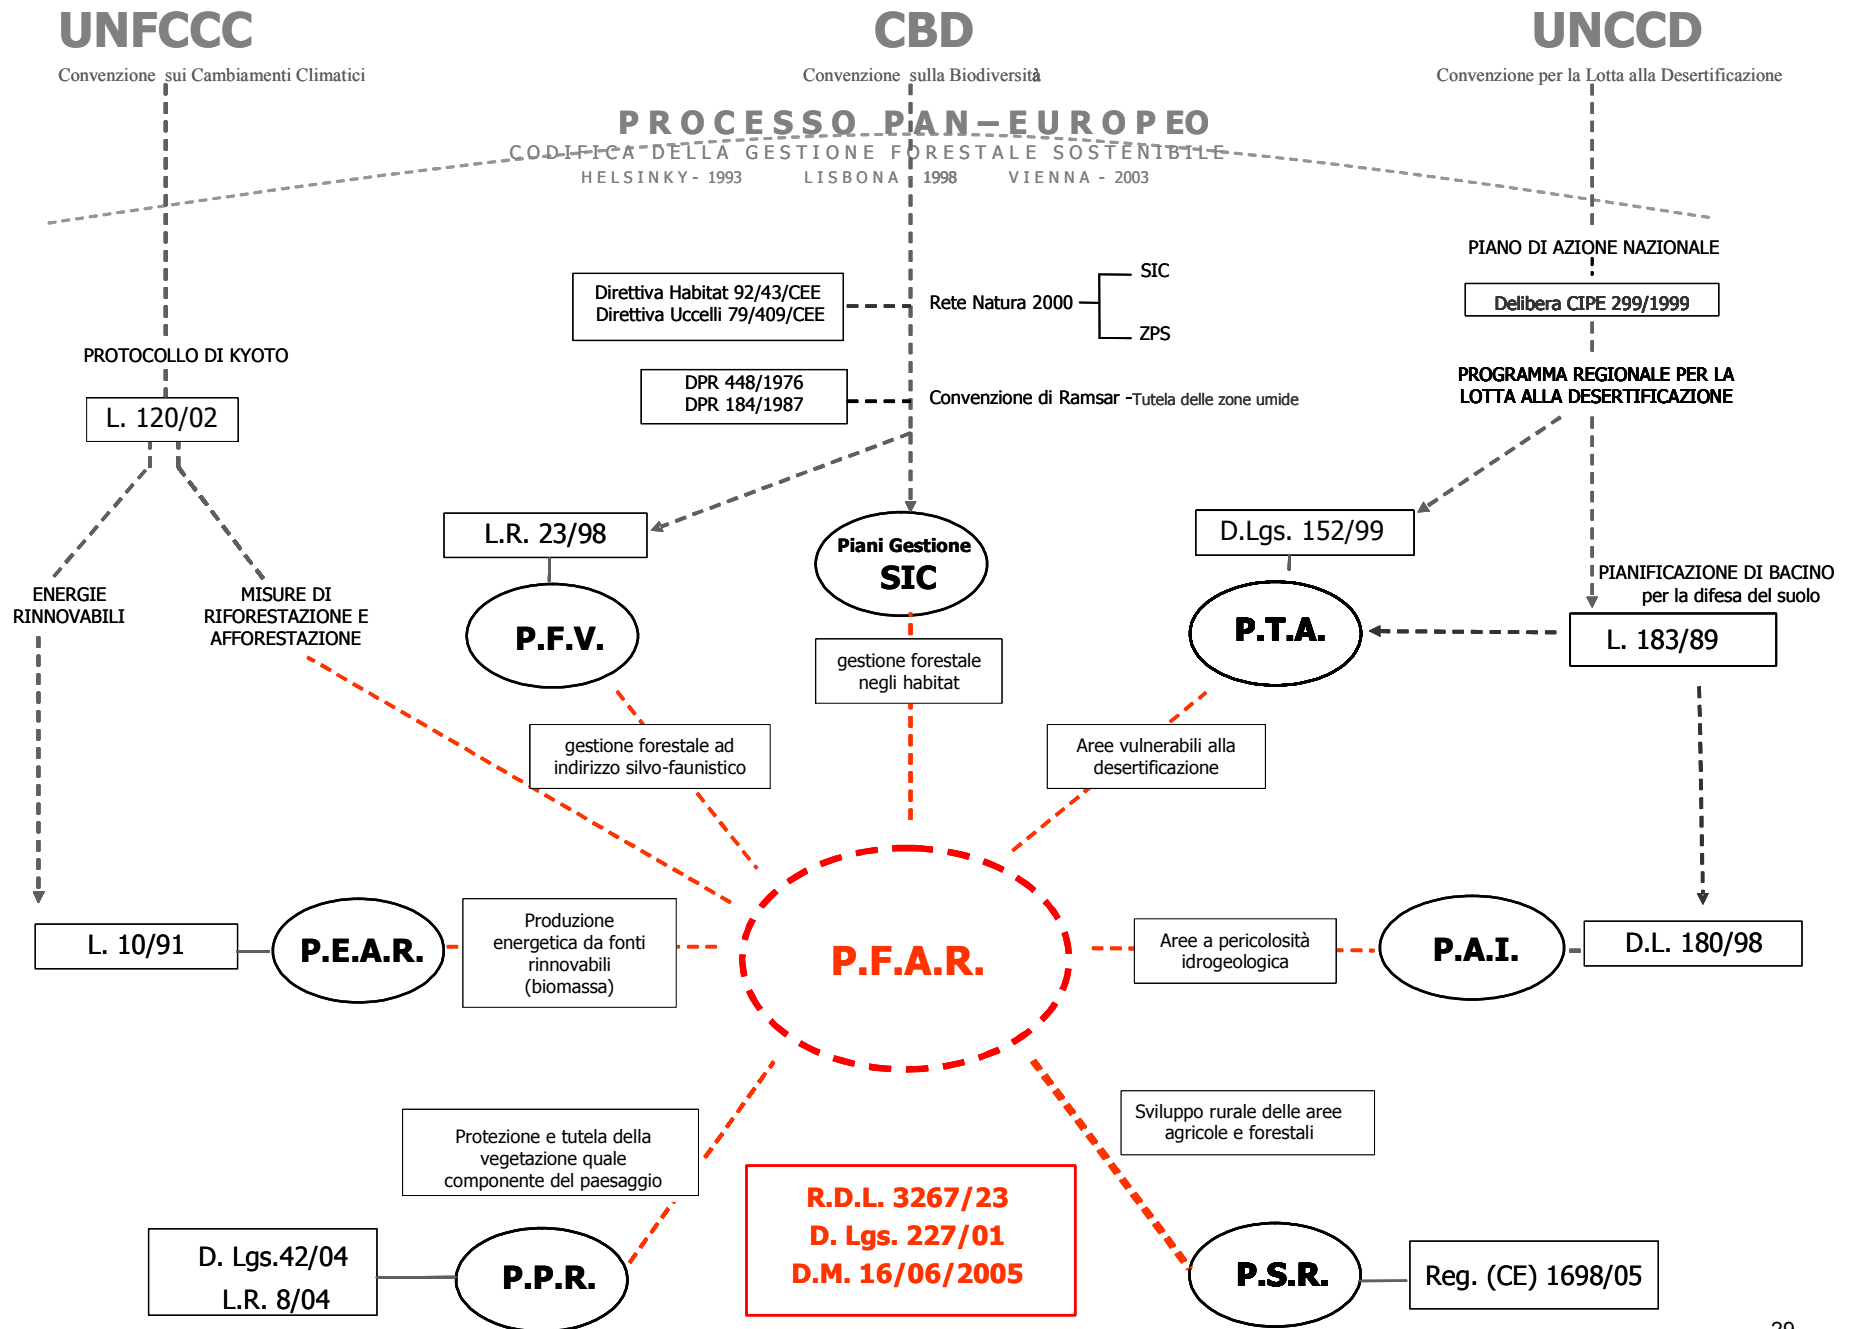 UNFCCC
CBD
UNCCD
Convenzione sui Cambiamenti Climatici
Convenzione sulla Biodiversità
Convenzione per la Lotta alla Desertificazione
PROCESSO PAN–EUROPEO
CODIFICA DELLA GESTIONE FORESTALE SOSTENIBILE
HELSINKY- 1993 LISBONA - 1998 VIENNA - 2003
PIANO DI AZIONE NAZIONALE
Delibera CIPE 299/1999
PROGRAMMA REGIONALE PER LA
LOTTA ALLA DESERTIFICAZIONE
Direttiva Habitat 92/43/CEE
Direttiva Uccelli 79/409/CEE
Rete Natura 2000
SIC
ZPS
DPR 448/1976
DPR 184/1987
Convenzione di Ramsar -Tutela delle zone umide
PROTOCOLLO DI KYOTO
L. 120/02
ENERGIE
RINNOVABILI
MISURE DI
RIFORESTAZIONE E
AFFORESTAZIONE
L.R. 23/98
P.F.V.
Piani Gestione
SIC
D.Lgs. 152/99
P.T.A.
PIANIFICAZIONE DI BACINO
per la difesa del suolo
L. 183/89
gestione forestale
negli habitat
gestione forestale ad
indirizzo silvo-faunistico
Aree vulnerabili alla
desertificazione
L. 10/91
P.E.A.R.
Produzione
energetica da fonti
rinnovabili
(biomassa)
P.F.A.R.
Aree a pericolosità
idrogeologica
P.A.I.
D.L. 180/98
Protezione e tutela della
vegetazione quale
componente del paesaggio
Sviluppo rurale delle aree
agricole e forestali
R.D.L. 3267/23
D. Lgs. 227/01
D.M. 16/06/2005
D. Lgs.42/04
L.R. 8/04
P.P.R.
P.S.R.
Reg. (CE) 1698/05